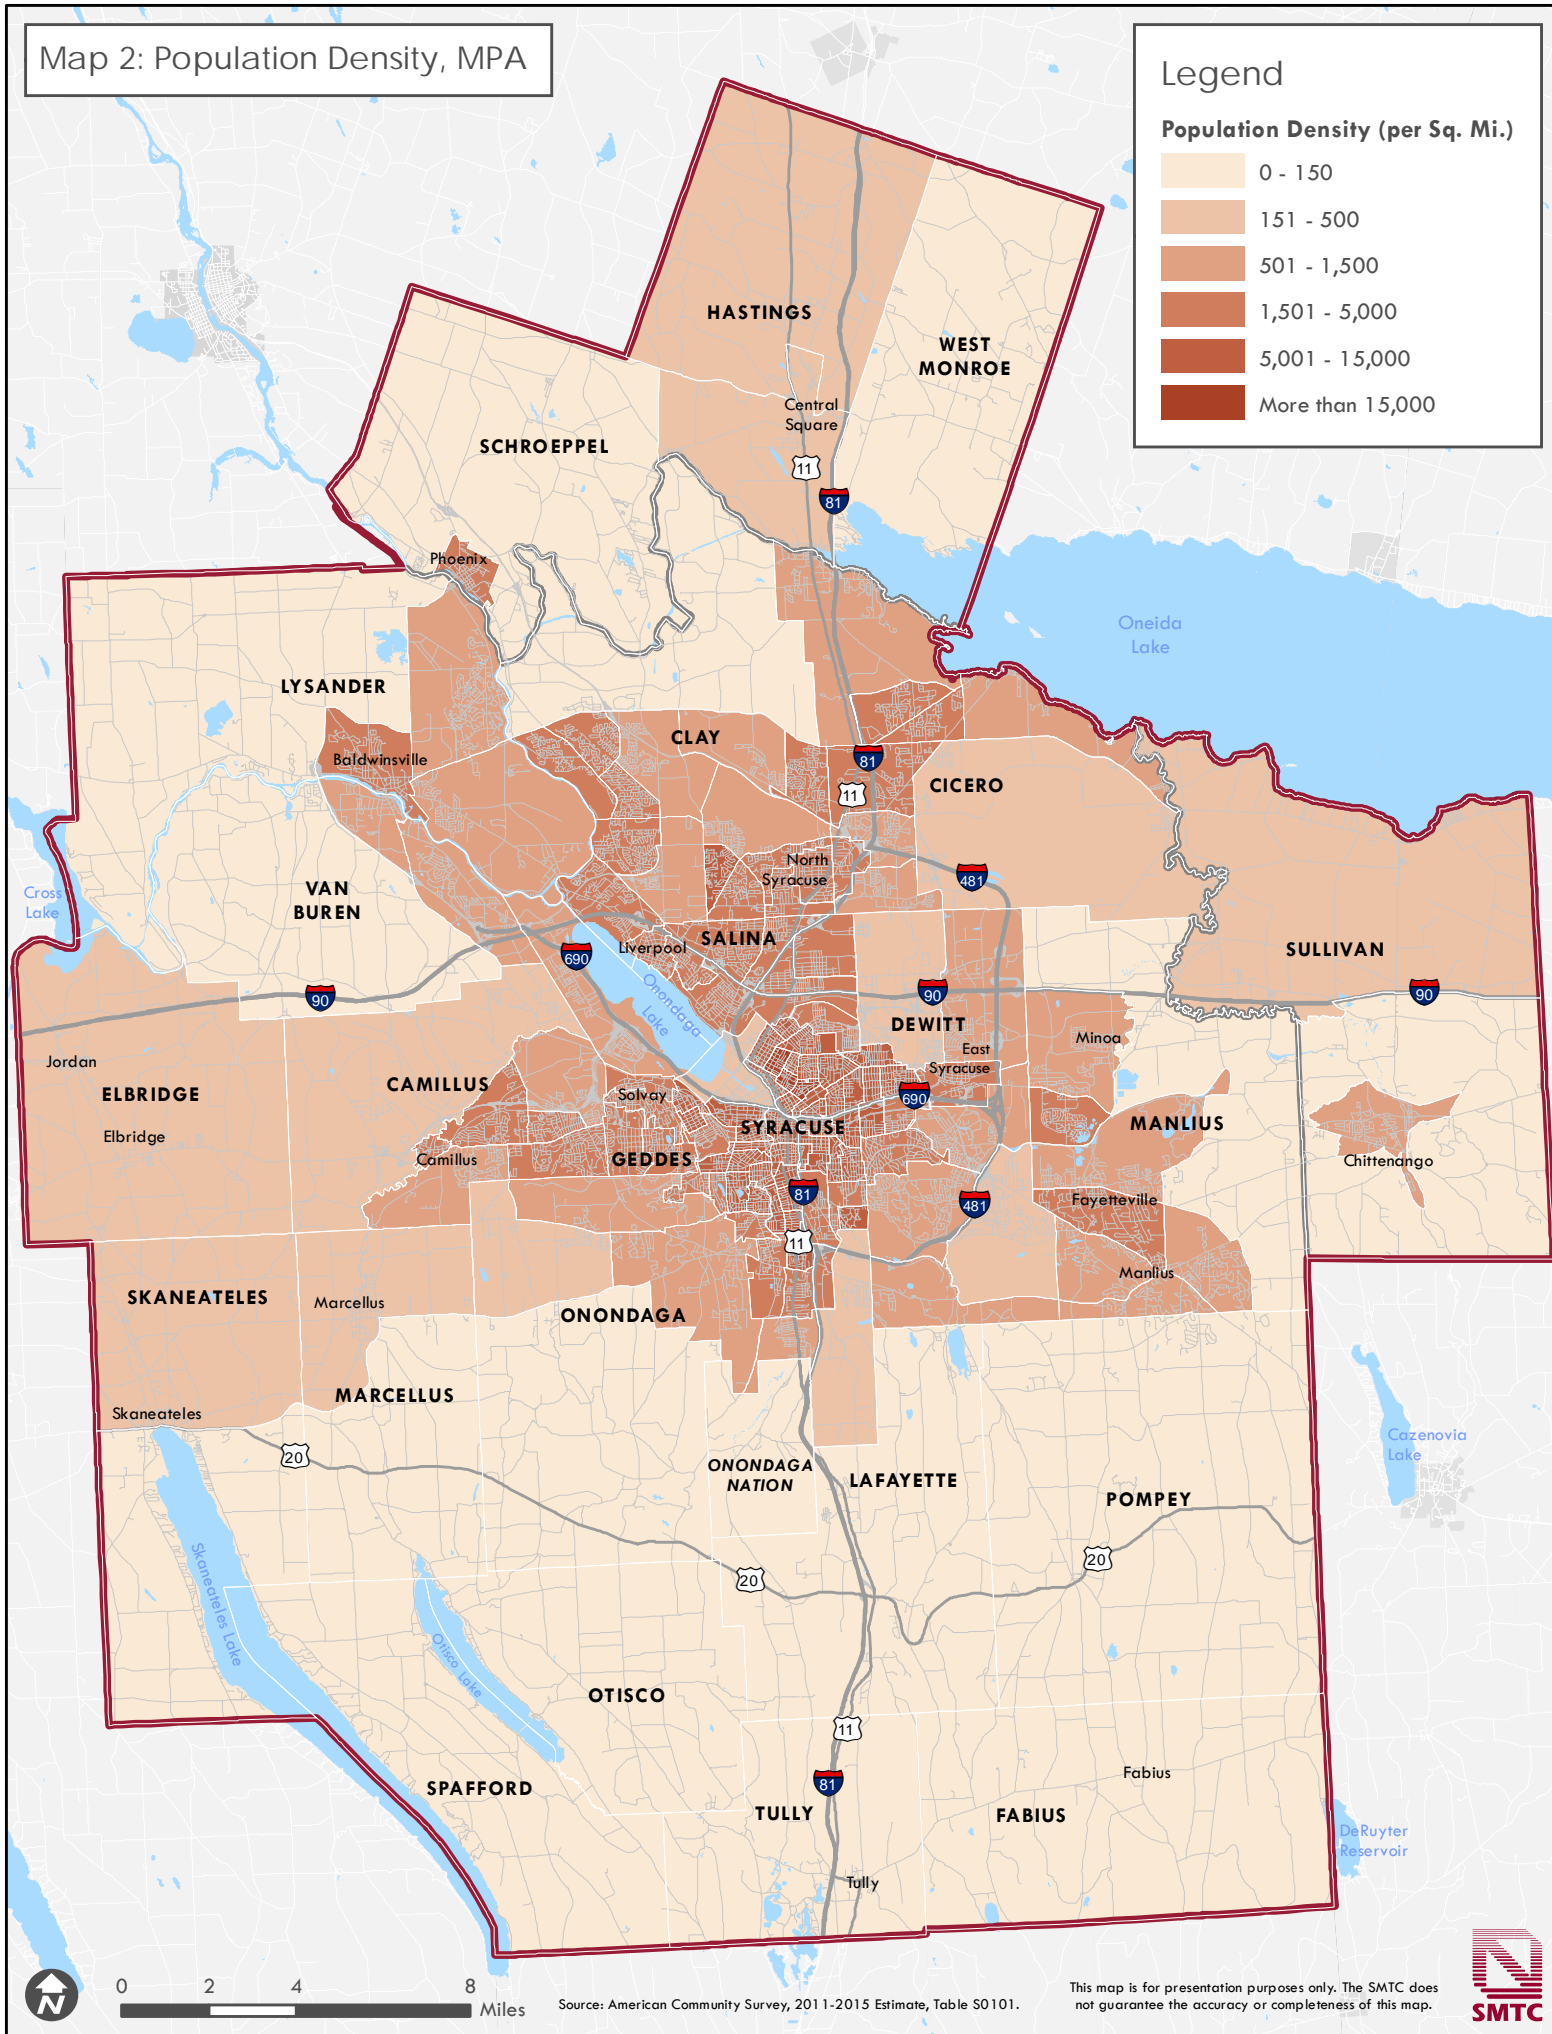 Map 2: Population Density, MPA
Legend
Population Density (per Sq. Mi.)
0 - 150
151 - 500
501 - 1,500
1,501 - 5,000
5,001 - 15,000
More than 15,000
HASTINGS
WEST
MONROE
Central
Square
SCHROEPPEL
11
81
Phoenix
Oneida
Lake
LYSANDER
CLAY
Baldwinsville
81
11
CICERO
North
Syracuse
481
VAN
BUREN
Cross
Lake
Liverpool
SALINA
SULLIVAN
690
90
90
90
Onondaga
Lake
DEWITT
Minoa
East
Syracuse
Jordan
CAMILLUS
ELBRIDGE
Solvay
690
SYRACUSE
MANLIUS
Elbridge
Camillus
GEDDES
Chittenango
81
481
Fayetteville
11
Manlius
SKANEATELES
Marcellus
ONONDAGA
MARCELLUS
Skaneateles
20
Cazenovia
Lake
ONONDAGA
NATION
LAFAYETTE
POMPEY
20
20
Skaneateles Lake
Otisco Lake
OTISCO
11
SPAFFORD
81
TULLY
Fabius
FABIUS
DeRuyter
Reservoir
Tully
N
0 2 4 8
Miles
Source: American Community Survey, 2011-2015 Estimate, Table S0101.
This map is for presentation purposes only. The SMTC does
not guarantee the accuracy or completeness of this map.
SMTC